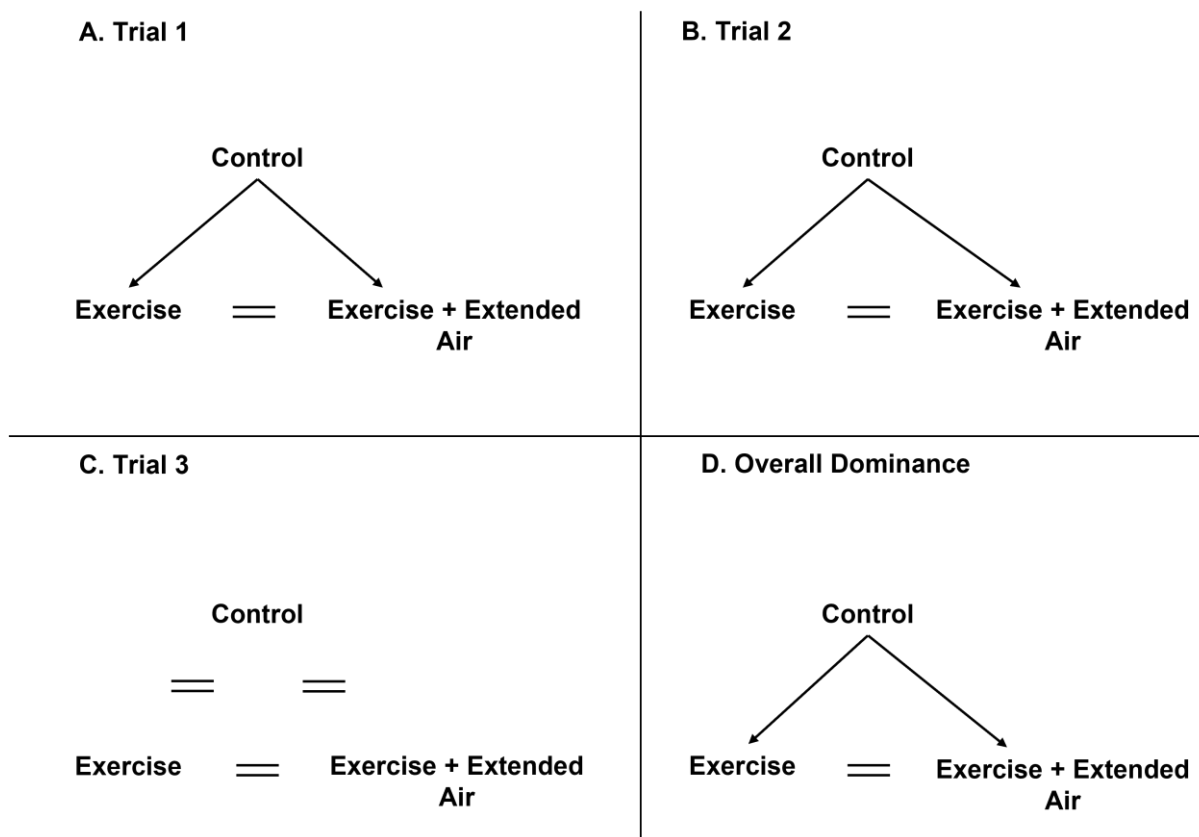 A. Trial 1
Control
Exercise = Exercise + Extended
Air
B. Trial 2
Control
Exercise = Exercise + Extended
Air
C. Trial 3
Control
= =
Exercise = Exercise + Extended
Air
D. Overall Dominance
Control
Exercise = Exercise + Extended
Air